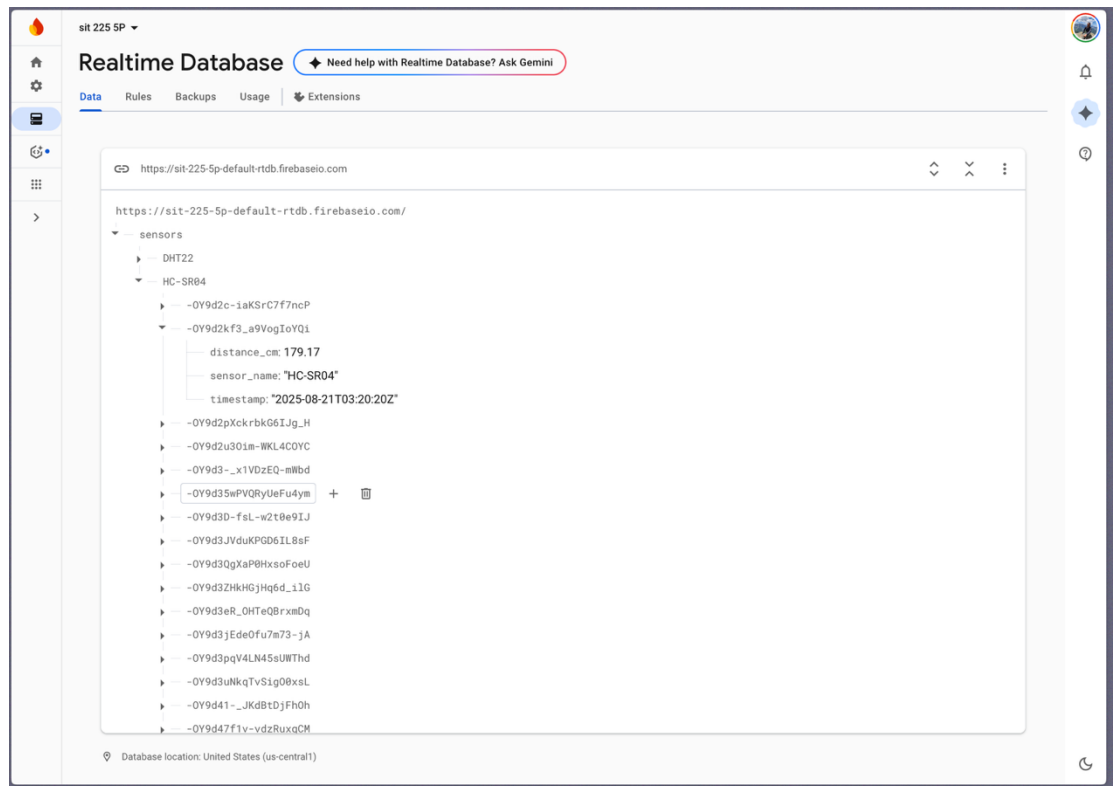 sit 225 5P
Realtime Database
Need help with Realtime Database? Ask Gemini
Data Rules Backups Usage Extensions
https://sit-225-5p-default-rtdb.firebaseio.com
https://sit-225-5p-default-rtdb.firebaseio.com/
sensors
DHT22
HC-SR04
-OY9d2c-iaKSrC7f7ncP
-OY9d2kf3_a9VogIoYQi
distance_cm: 179.17
sensor_name: "HC-SR04"
timestamp: "2025-08-21T03:20:20Z"
-OY9d2pXckrbkG6IJg_H
-OY9d2u3Oim-WKL4COYC
-OY9d3-_x1VDzEQ-mWbd
-OY9d35wPVQRyUeFu4ym
-OY9d3D-fsL-w2t0e9IJ
-OY9d3JVduKPGD6IL8sF
-OY9d3QgXaP0HxsoFoeU
-OY9d3ZHkHGjHq6d_ilG
-OY9d3eR_OHTeQBrxmDq
-OY9d3jEdeOfu7m73-jA
-OY9d3pqV4LN45sUWThd
-OY9d3uNkqTvSigO0xsL
-OY9d41-_JKdBtDjFhOh
-OY9d47f1v-vdzRuxqCM
Database location: United States (us-central1)